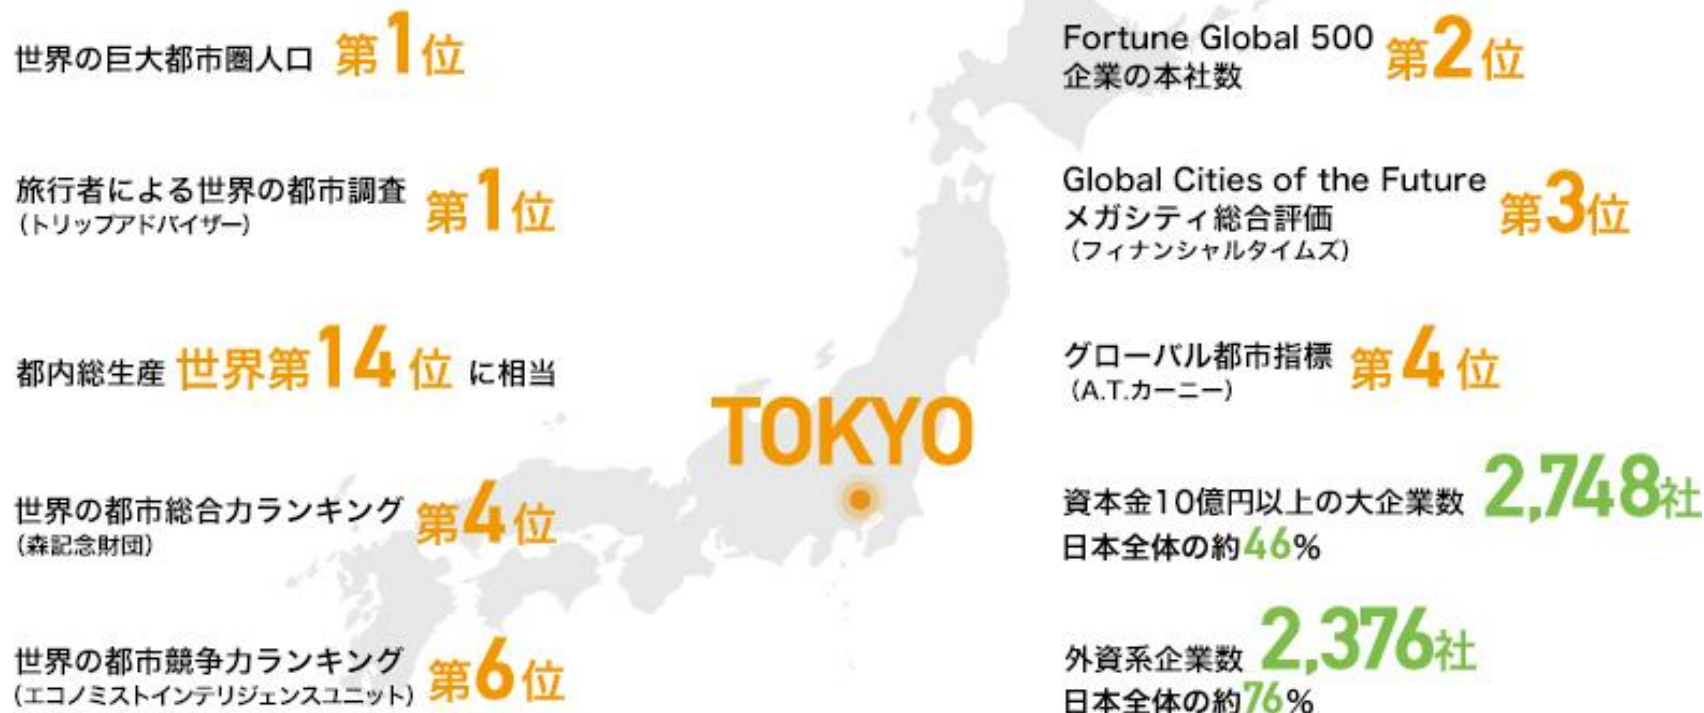 世界の巨大都市圏人口 第1位
旅行者による世界の都市調査 第1位
(トリップアドバイザー)
都内総生産 世界第14位 に相当
世界の都市総合力ランキング 第4位
(森記念財団)
世界の都市競争力ランキング 第6位
(エコノミストインテリジェンスユニット)
TOKYO
Fortune Global 500 第2位
企業の本社数
Global Cities of the Future 第3位
メガシティ総合評価
(フィナンシャルタイムズ)
グローバル都市指標 第4位
(A.T.カーニー)
資本金10億円以上の大企業数 2,748社
日本全体の約46%
外資系企業数 2,376社
日本全体の約76%